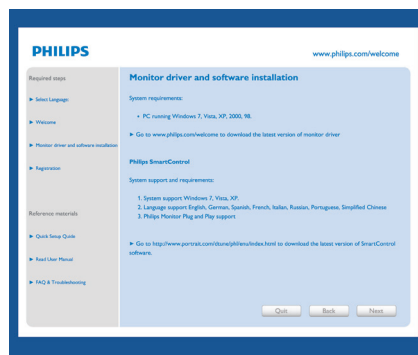 PHILIPS
www.philips.com/welcome
Required steps
▶ Select Language:
▶ Welcome
▶ Monitor driver and software installation
▶ Registration
Reference materials
▶ Quick Setup Guide
▶ Read User Manual
▶ FAQ & Troubleshooting
Monitor driver and software installation
System requirements:
• PC running Windows 7, Vista, XP, 2000, 98.
▶ Go to www.philips.com/welcome to download the latest version of monitor driver
Philips SmartControl
System support and requirements:
1. System support Windows 7, Vista, XP.
2. Language support English, German, Spanish, French, Italian, Russian, Portuguese, Simplified Chinese
3. Philips Monitor Plug and Play support
▶ Go to http://www.portrait.com/dtune/phil/enu/index.html to download the latest version of SmartControl
software.
Quit Back Next